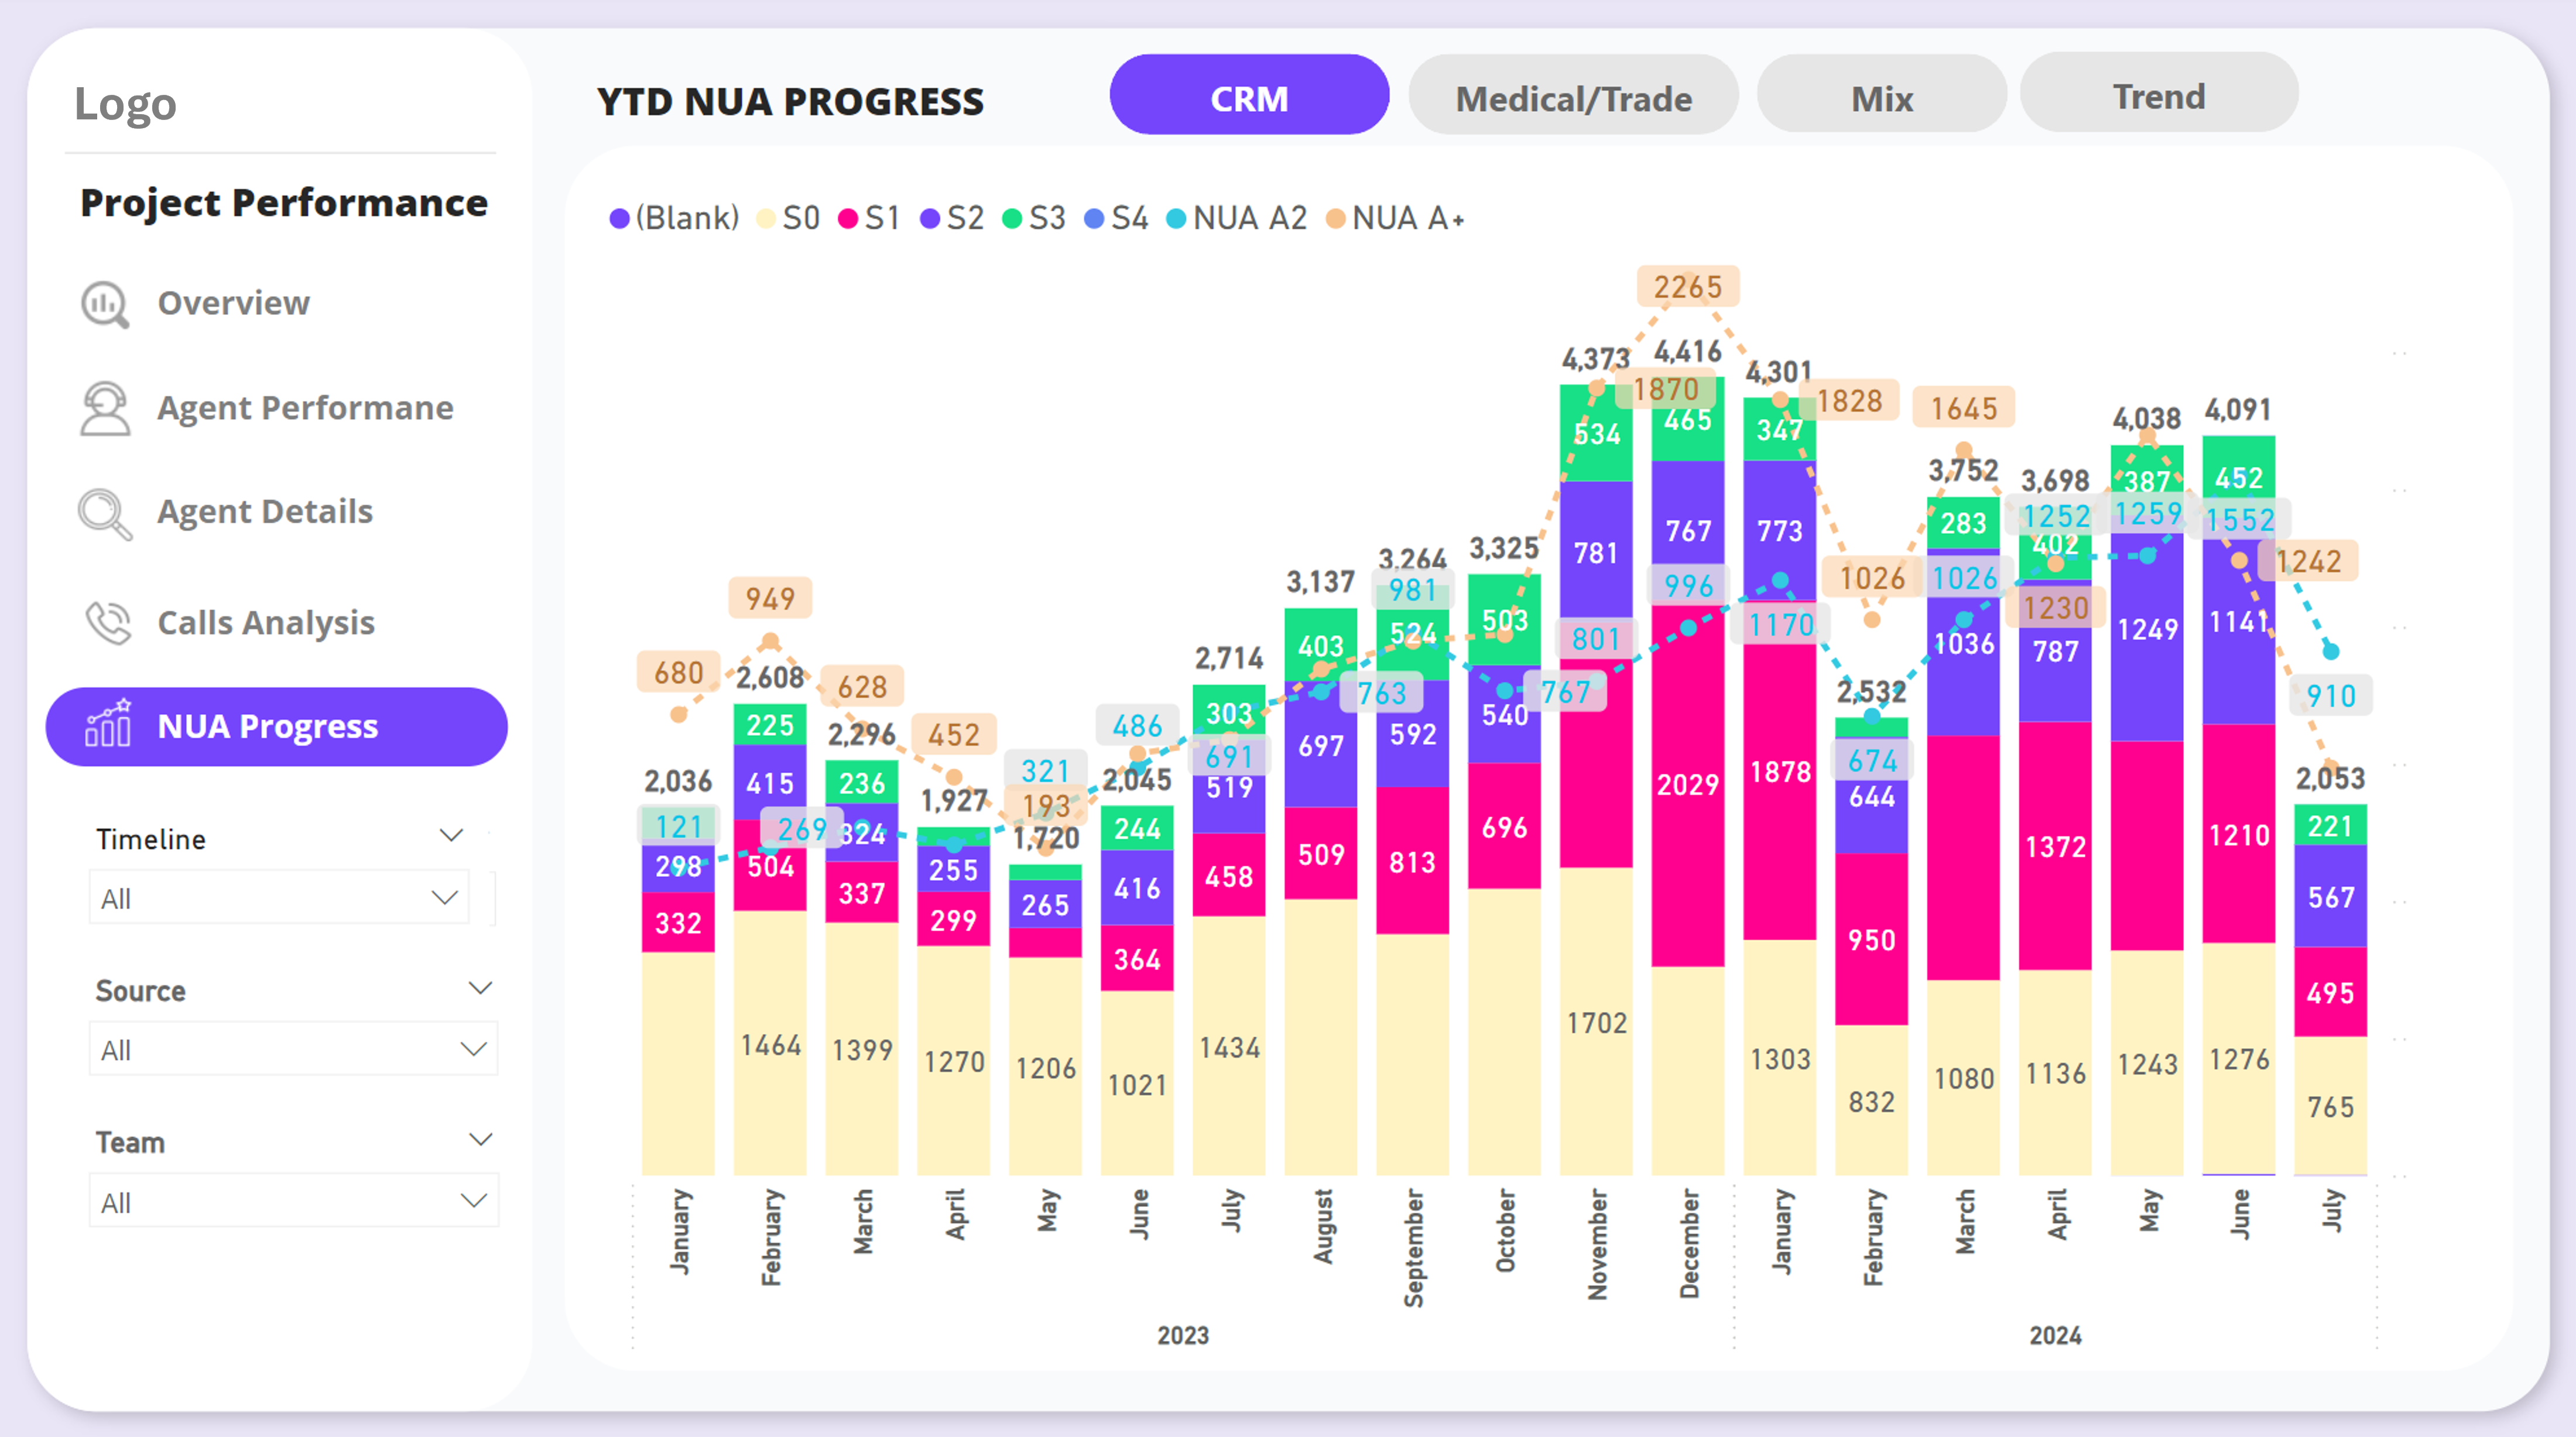 Logo
Project Performance
Overview
Agent Performane
Agent Details
Calls Analysis
NUA Progress
Timeline
All
Source
All
Team
All
YTD NUA PROGRESS
CRM
Medical/Trade
Mix
Trend
(Blank) S0 S1 S2 S3 S4 NUA A2 NUA A+
680
2,036
121
298
332
949
2,608
225
415
269
504
1464
628
2,296
236
324
337
1399
452
1,927
255
299
1270
321
193
1,720
265
1206
486
2,045
244
416
364
1021
2,714
303
691
519
458
1434
3,137
403
763
697
509
3,264
981
524
592
813
3,325
503
767
540
696
4,373
1870
534
781
801
1702
2265
4,416
465
767
996
2029
4,301
1828
347
773
1170
1878
1303
1026
2,532
674
644
950
832
1645
3,752
283
1026
1036
1080
3,698
1252
402
1230
787
1372
1136
4,038
387
1259
1249
1243
4,091
452
1552
1242
1141
1210
1276
910
2,053
221
567
495
765
January
February
March
April
May
June
July
August
September
October
November
December
January
February
March
April
May
June
July
2023
2024